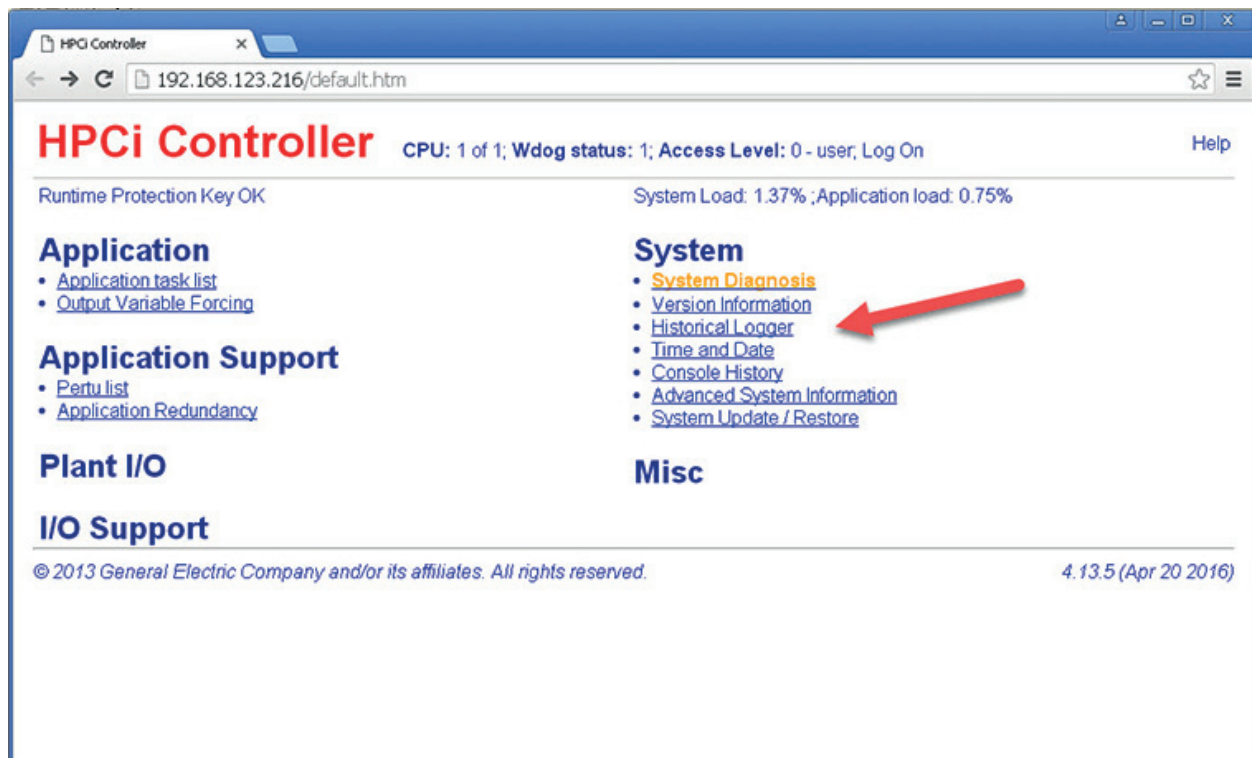 HPCi Controller
192.168.123.216/default.htm
HPCi Controller CPU: 1 of 1; Wdog status: 1; Access Level: 0 - user; Log On Help
Runtime Protection Key OK System Load: 1.37% ;Application load: 0.75%
Application
• Application task list
• Output Variable Forcing
Application Support
• Pertu list
• Application Redundancy
Plant I/O
I/O Support
System
• System Diagnosis
• Version Information
• Historical Logger
• Time and Date
• Console History
• Advanced System Information
• System Update / Restore
Misc
© 2013 General Electric Company and/or its affiliates. All rights reserved. 4.13.5 (Apr 20 2016)